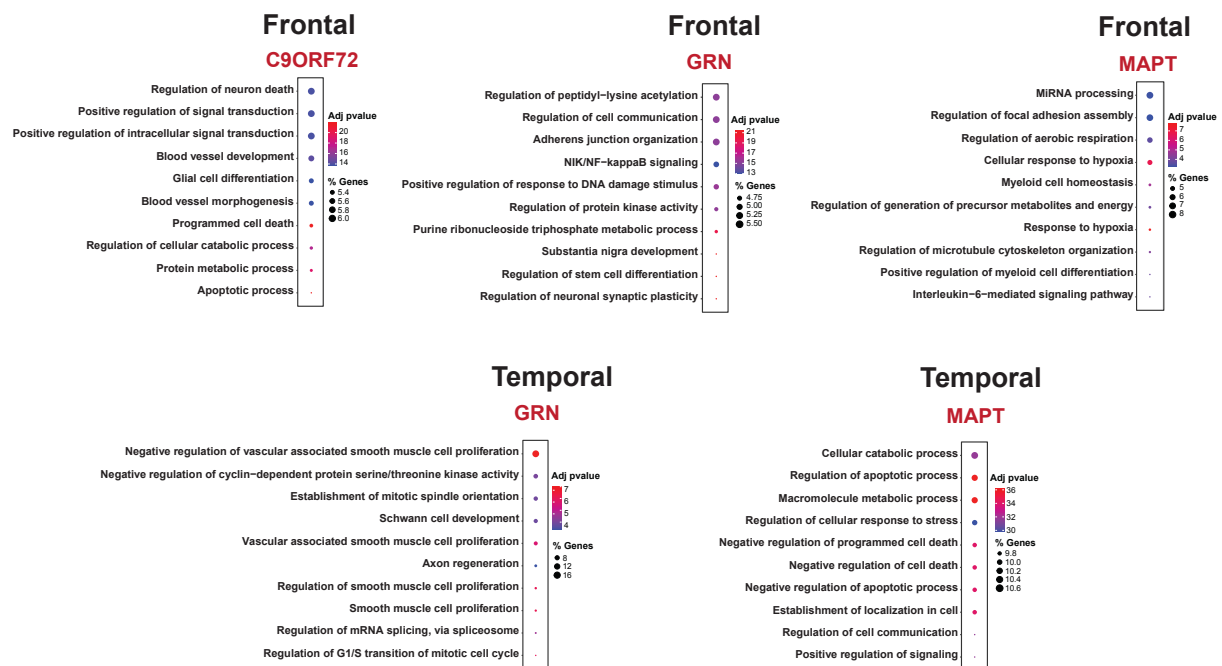 Frontal
C9ORF72
Regulation of neuron death
Positive regulation of signal transduction
Positive regulation of intracellular signal transduction
Blood vessel development
Glial cell differentiation
Blood vessel morphogenesis
Programmed cell death
Regulation of cellular catabolic process
Protein metabolic process
Apoptotic process
Adj pvalue
20
18
16
14
% Genes
5.4
5.6
5.8
6.0
Frontal
GRN
Regulation of peptidyl−lysine acetylation
Regulation of cell communication
Adherens junction organization
NIK/NF−kappaB signaling
Positive regulation of response to DNA damage stimulus
Regulation of protein kinase activity
Purine ribonucleoside triphosphate metabolic process
Substantia nigra development
Regulation of stem cell differentiation
Regulation of neuronal synaptic plasticity
Adj pvalue
21
19
17
15
13
% Genes
4.75
5.00
5.25
5.50
Frontal
MAPT
MiRNA processing
Regulation of focal adhesion assembly
Regulation of aerobic respiration
Cellular response to hypoxia
Myeloid cell homeostasis
Regulation of generation of precursor metabolites and energy
Response to hypoxia
Regulation of microtubule cytoskeleton organization
Positive regulation of myeloid cell differentiation
Interleukin−6−mediated signaling pathway
Adj pvalue
7
6
5
4
% Genes
5
6
7
8
Temporal
GRN
Negative regulation of vascular associated smooth muscle cell proliferation
Negative regulation of cyclin−dependent protein serine/threonine kinase activity
Establishment of mitotic spindle orientation
Schwann cell development
Vascular associated smooth muscle cell proliferation
Axon regeneration
Regulation of smooth muscle cell proliferation
Smooth muscle cell proliferation
Regulation of mRNA splicing, via spliceosome
Regulation of G1/S transition of mitotic cell cycle
Adj pvalue
7
6
5
4
% Genes
8
12
16
Temporal
MAPT
Cellular catabolic process
Regulation of apoptotic process
Macromolecule metabolic process
Regulation of cellular response to stress
Negative regulation of programmed cell death
Negative regulation of cell death
Negative regulation of apoptotic process
Establishment of localization in cell
Regulation of cell communication
Positive regulation of signaling
Adj pvalue
36
34
32
30
% Genes
9.8
10.0
10.2
10.4
10.6